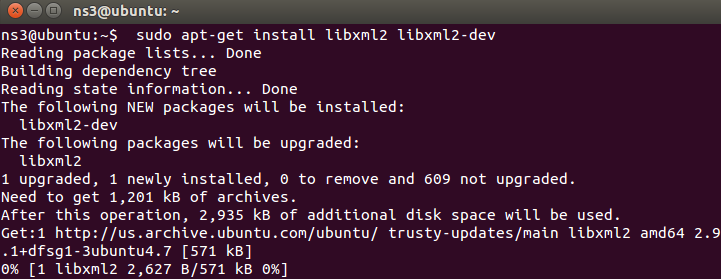 ns3@ubuntu: ~
ns3@ubuntu:~$  sudo apt-get install libxml2 libxml2-dev
Reading package lists... Done
Building dependency tree
Reading state information... Done
The following NEW packages will be installed:
  libxml2-dev
The following packages will be upgraded:
  libxml2
1 upgraded, 1 newly installed, 0 to remove and 609 not upgraded.
Need to get 1,201 kB of archives.
After this operation, 2,935 kB of additional disk space will be used.
Get:1 http://us.archive.ubuntu.com/ubuntu/ trusty-updates/main libxml2 amd64 2.9
.1+dfsg1-3ubuntu4.7 [571 kB]
0% [1 libxml2 2,627 B/571 kB 0%]